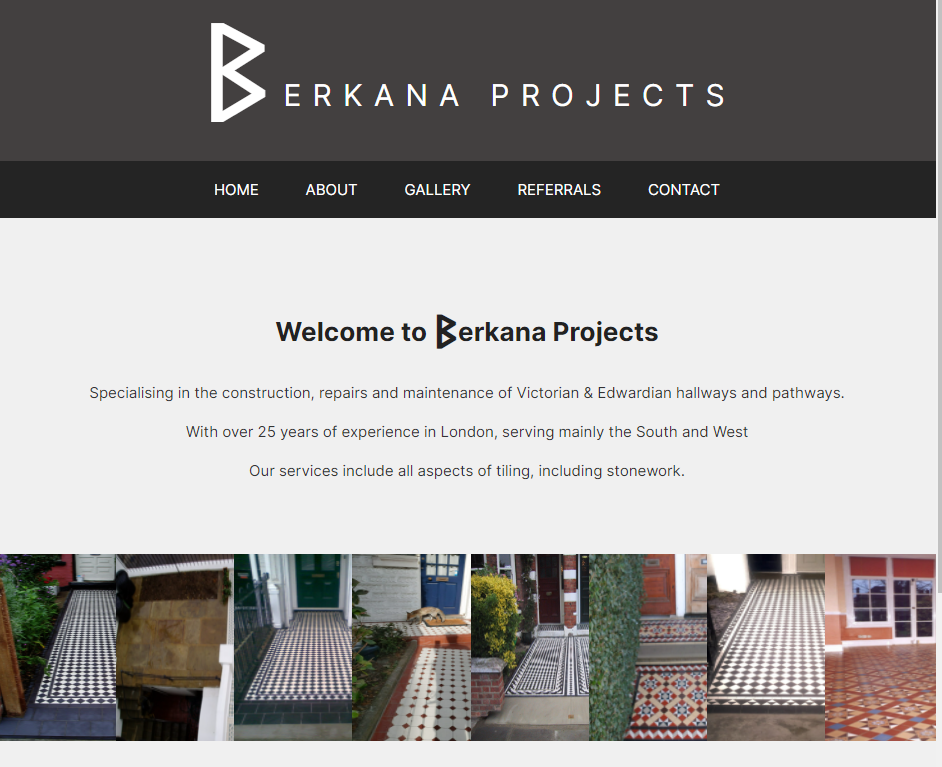 BERKANA PROJECTS
HOME ABOUT GALLERY REFERRALS CONTACT
Welcome to Berkana Projects
Specialising in the construction, repairs and maintenance of Victorian & Edwardian hallways and pathways.
With over 25 years of experience in London, serving mainly the South and West
Our services include all aspects of tiling, including stonework.